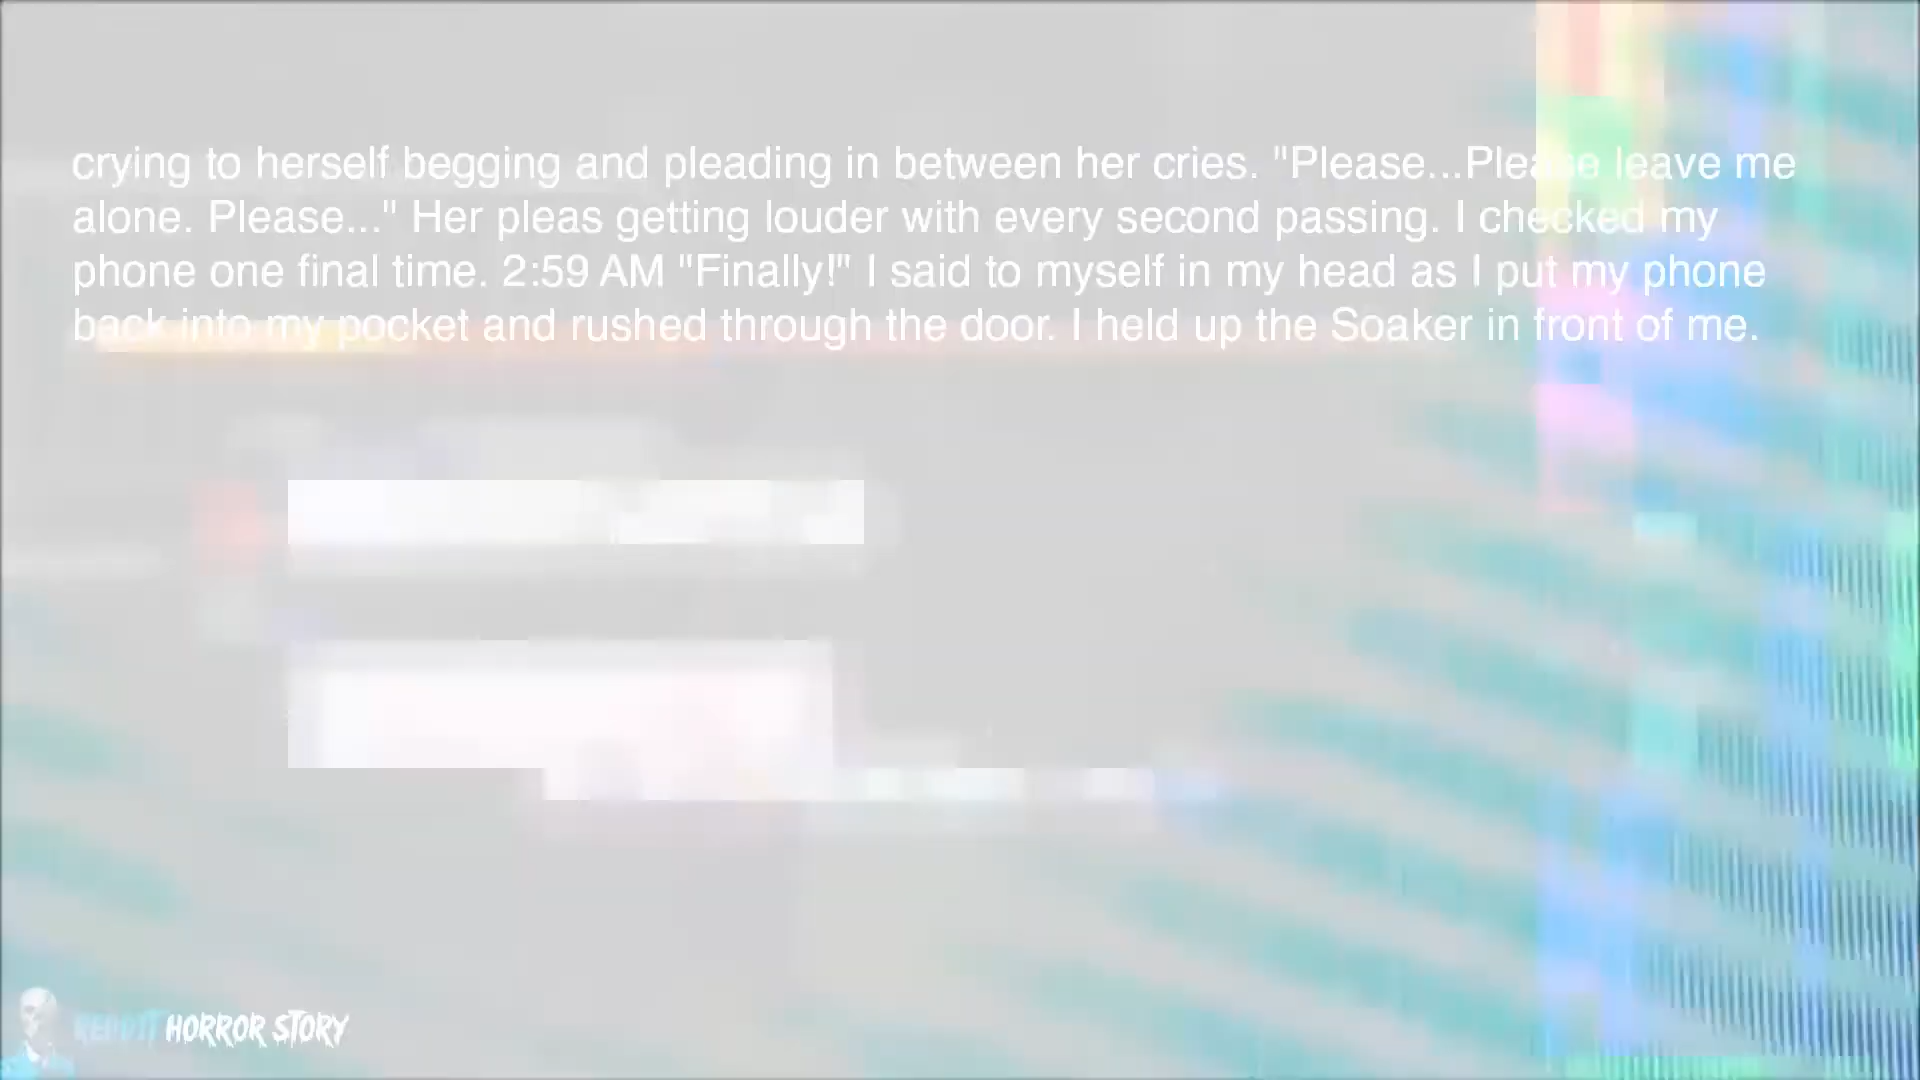 crying to herself begging and pleading in between her cries. "Please...Please leave me
alone. Please..." Her pleas getting louder with every second passing. I checked my
phone one final time. 2:59 AM "Finally!" I said to myself in my head as I put my phone
back into my pocket and rushed through the door. I held up the Soaker in front of me.
REDDIT HORROR STORY